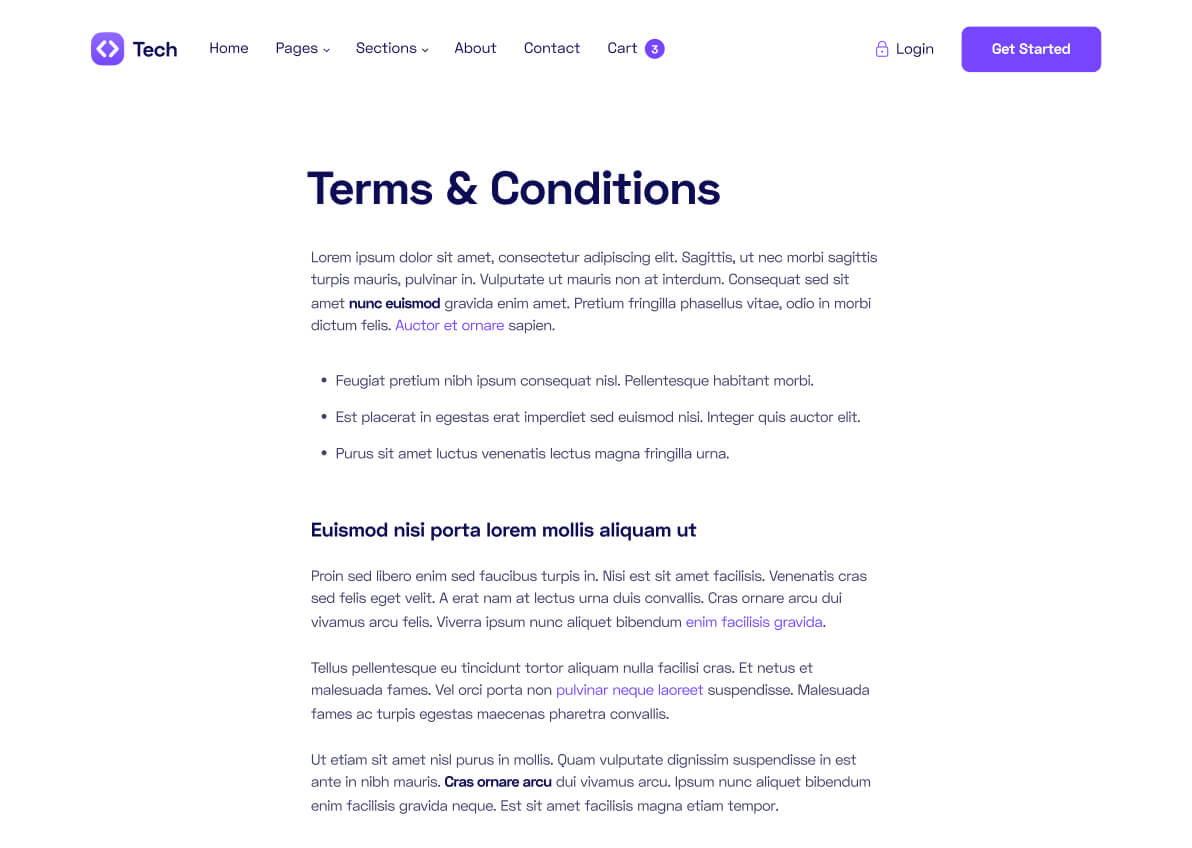 Tech Home Pages Sections About Contact Cart 3 Login Get Started
Terms & Conditions
Lorem ipsum dolor sit amet, consectetur adipiscing elit. Sagittis, ut nec morbi sagittis
turpis mauris, pulvinar in. Vulputate ut mauris non at interdum. Consequat sed sit
amet nunc euismod gravida enim amet. Pretium fringilla phasellus vitae, odio in morbi
dictum felis. Auctor et ornare sapien.
• Feugiat pretium nibh ipsum consequat nisl. Pellentesque habitant morbi.
• Est placerat in egestas erat imperdiet sed euismod nisi. Integer quis auctor elit.
• Purus sit amet luctus venenatis lectus magna fringilla urna.
Euismod nisi porta lorem mollis aliquam ut
Proin sed libero enim sed faucibus turpis in. Nisi est sit amet facilisis. Venenatis cras
sed felis eget velit. A erat nam at lectus urna duis convallis. Cras ornare arcu dui
vivamus arcu felis. Viverra ipsum nunc aliquet bibendum enim facilisis gravida.
Tellus pellentesque eu tincidunt tortor aliquam nulla facilisi cras. Et netus et
malesuada fames. Vel orci porta non pulvinar neque laoreet suspendisse. Malesuada
fames ac turpis egestas maecenas pharetra convallis.
Ut etiam sit amet nisl purus in mollis. Quam vulputate dignissim suspendisse in est
ante in nibh mauris. Cras ornare arcu dui vivamus arcu. Ipsum nunc aliquet bibendum
enim facilisis gravida neque. Est sit amet facilisis magna etiam tempor.